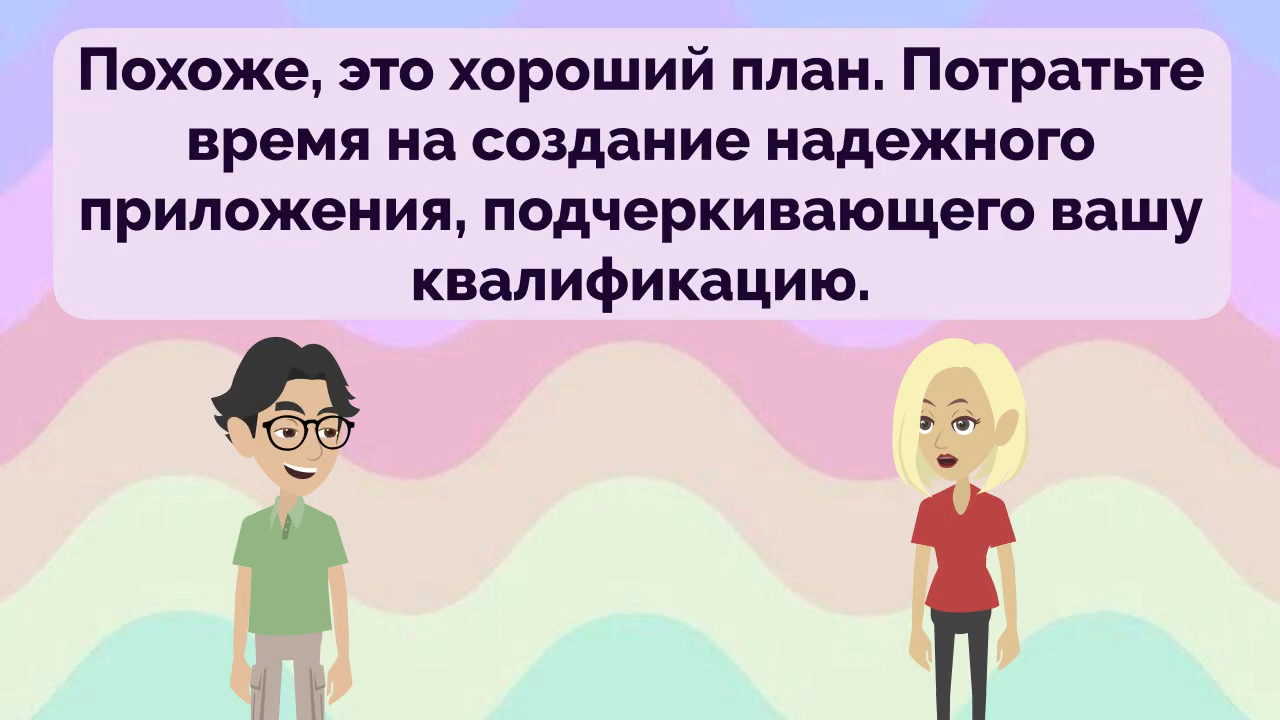 Похоже, это хороший план. Потратьте
время на создание надежного
приложения, подчеркивающего вашу
квалификацию.